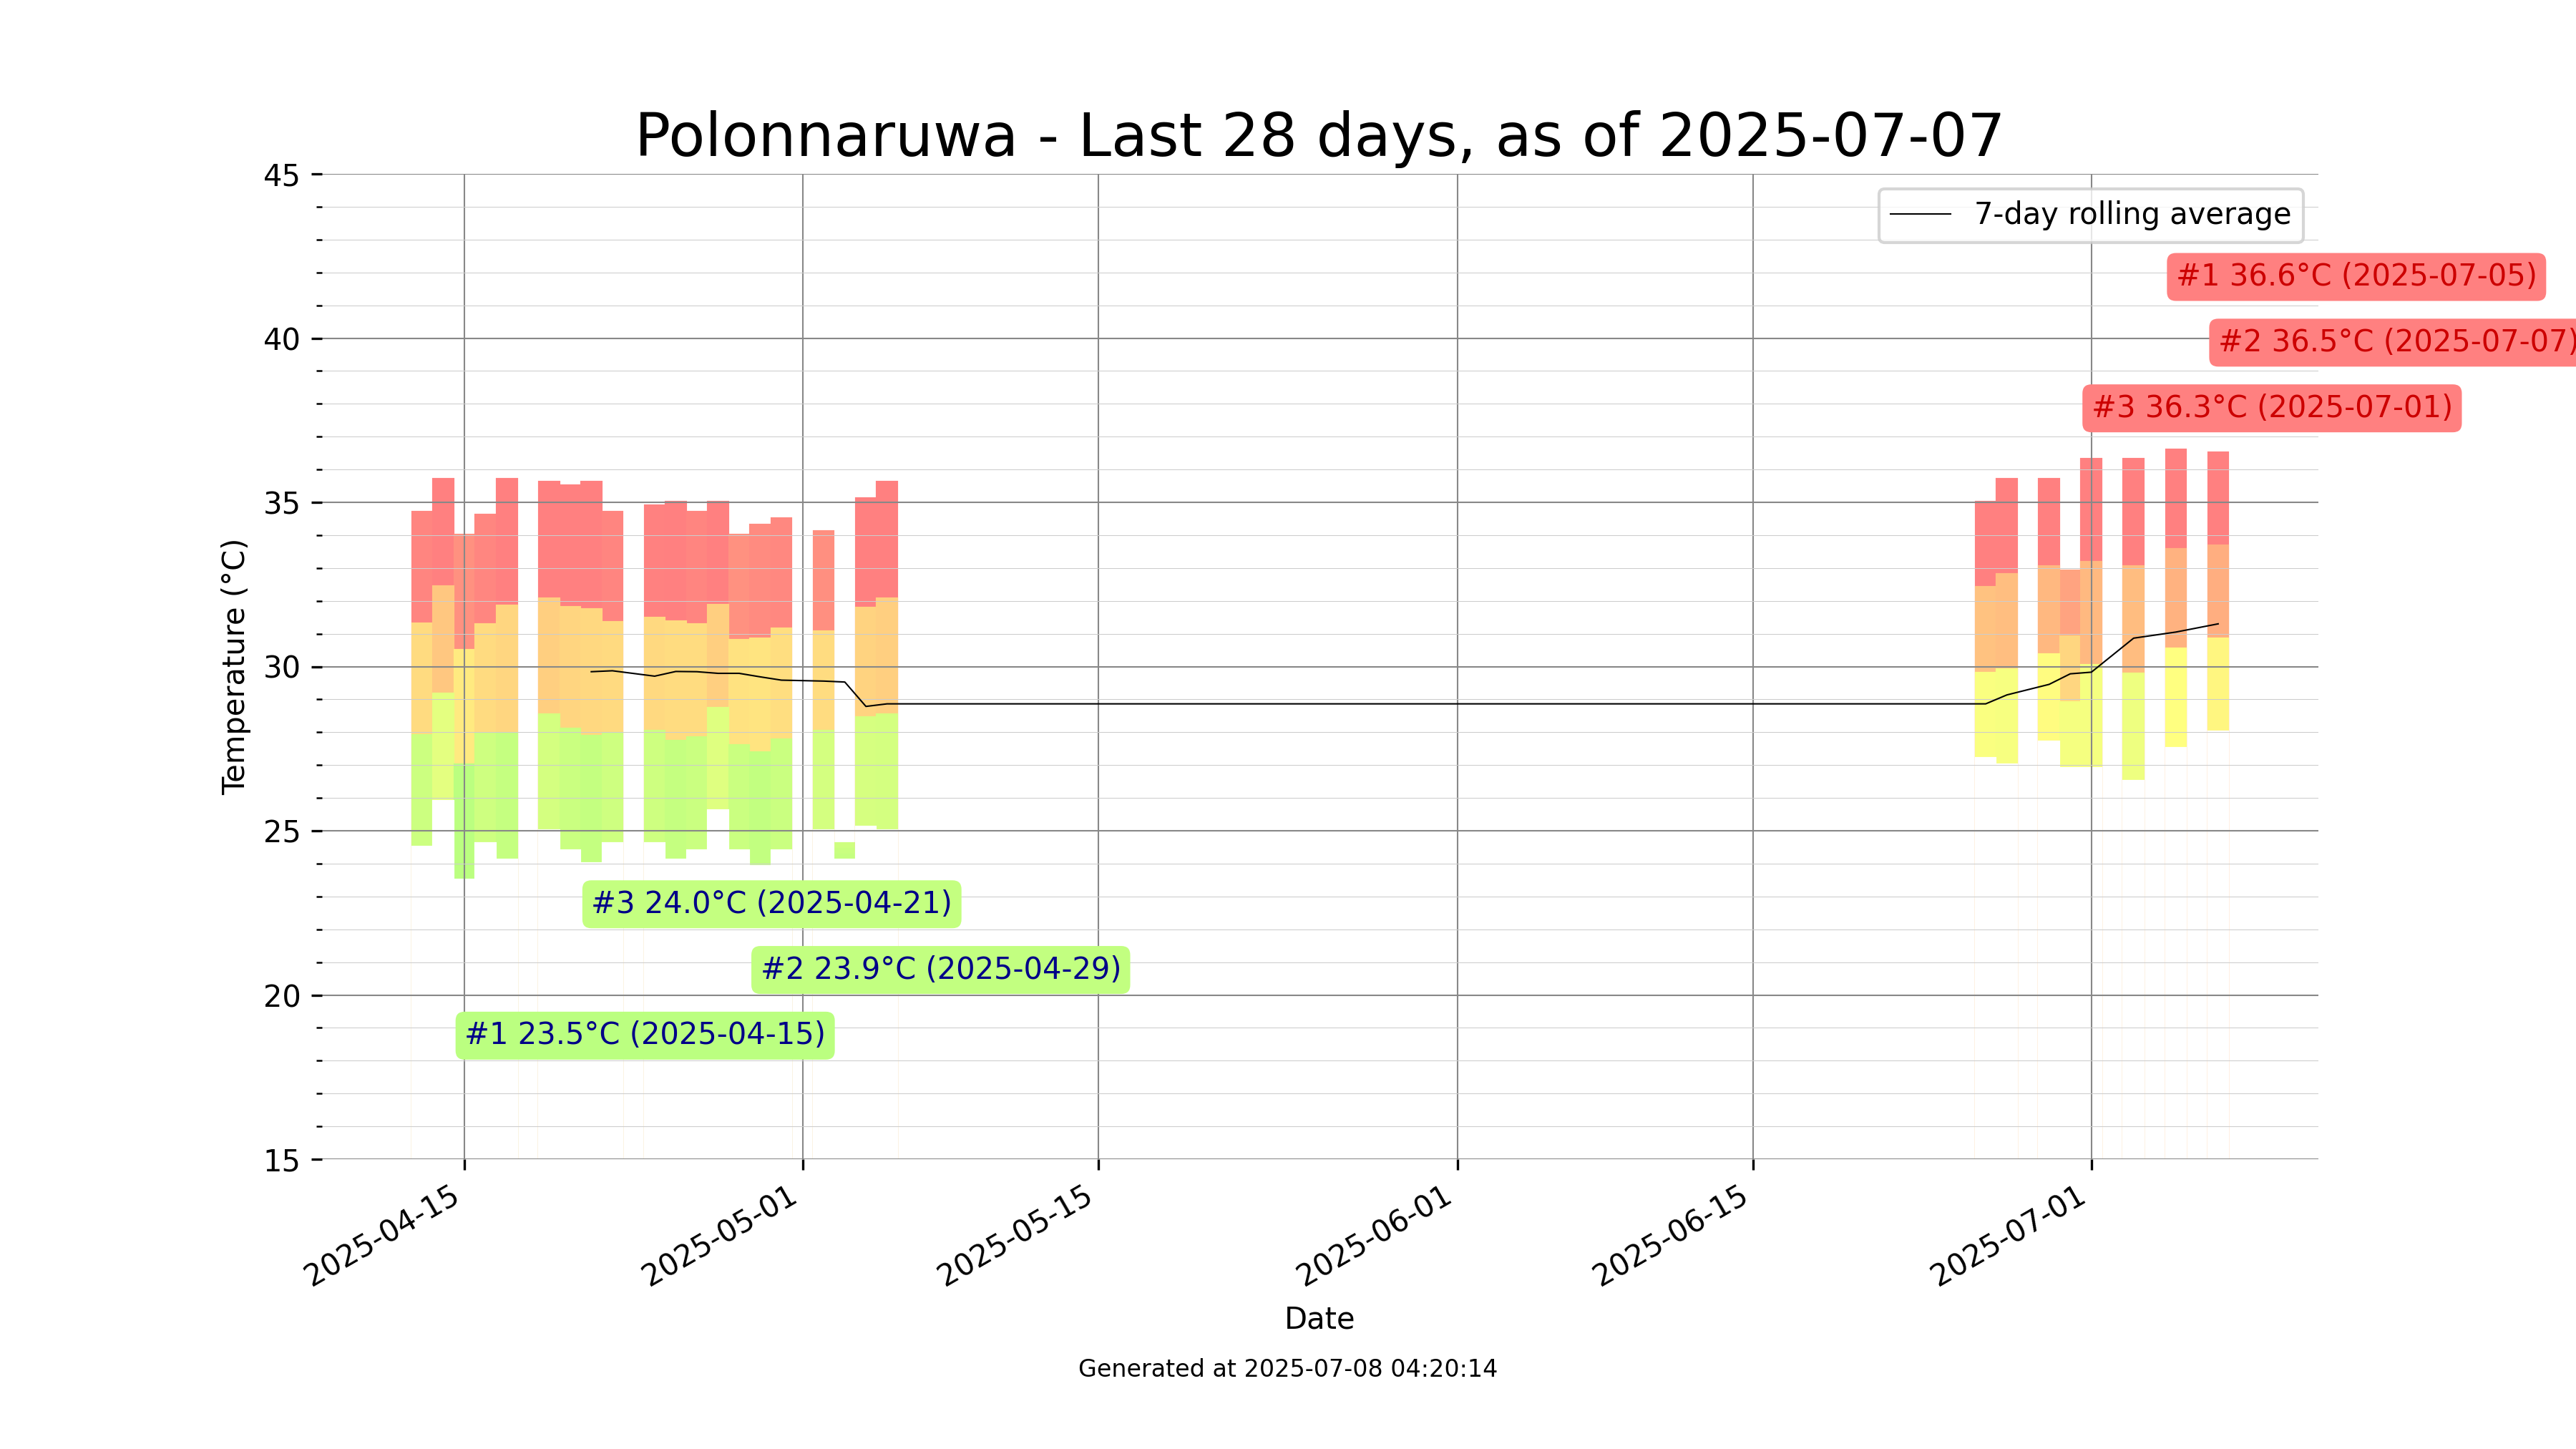 Polonnaruwa - Last 28 days, as of 2025-07-07
7-day rolling average
#1 36.6°C (2025-07-05)
#2 36.5°C (2025-07-07)
#3 36.3°C (2025-07-01)
#3 24.0°C (2025-04-21)
#2 23.9°C (2025-04-29)
#1 23.5°C (2025-04-15)
Temperature (°C)
45
40
35
30
25
20
15
2025-04-15
2025-05-01
2025-05-15
2025-06-01
2025-06-15
2025-07-01
Date
Generated at 2025-07-08 04:20:14